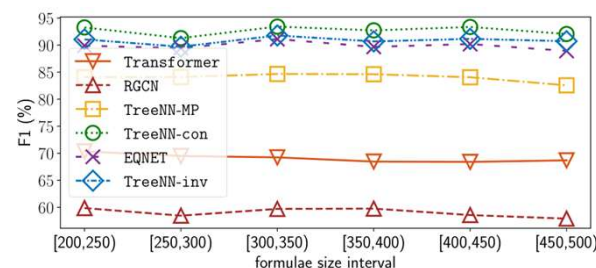 95
90
85
80
75
70
65
60
F1 (%)
Transformer
RGCN
TreeNN-MP
TreeNN-con
EQNET
TreeNN-inv
[200,250) [250,300) [300,350) [350,400) [400,450) [450,500)
formulae size interval